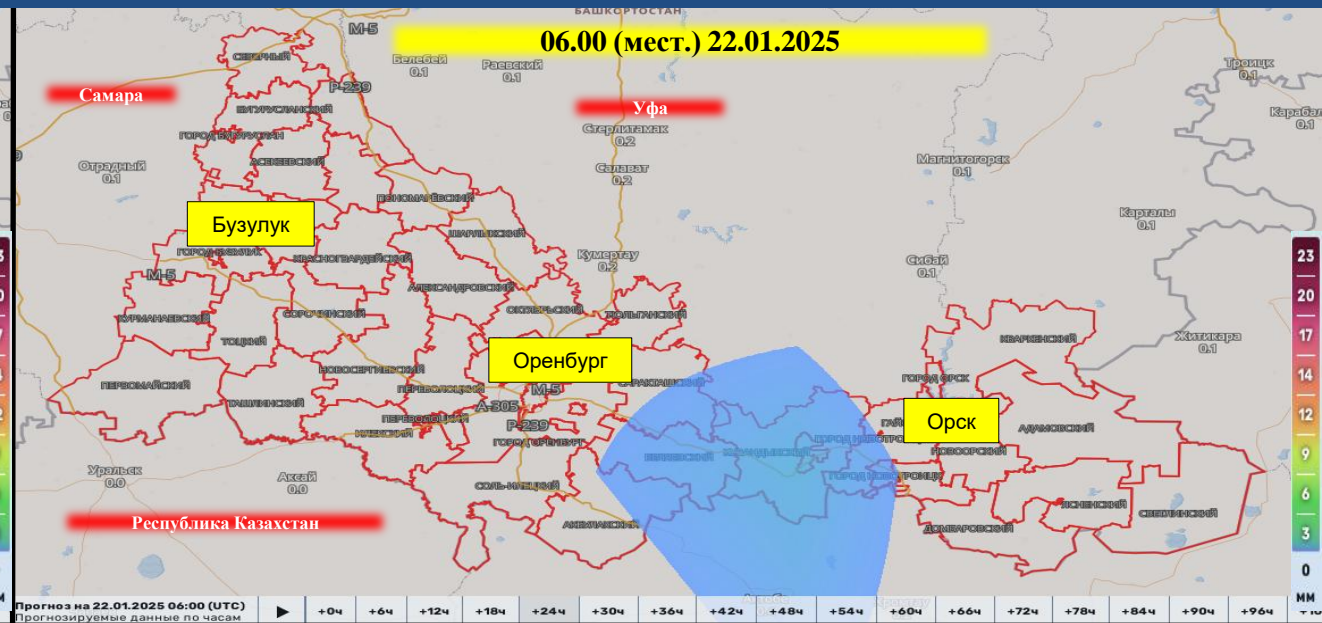 БАШКОРТОСТАН
М-5
06.00 (мест.) 22.01.2025
СЕВЕРНЫЙ
Белебей
0.1
Раевский
0.1
Троицк
0.1
Р-239
Самара
Уфа
БУГУРУСЛАНСКИЙ
Стерлитамак
0.2
ГОРОД БУГУРУСЛАН
Отрадный
0.1
АСЕКЕЕВСКИЙ
Салават
0.2
Магнитогорск
0.1
ПОНОМАРЁВСКИЙ
Карталы
0.1
Бузулук
ШАРЛЫКСКИЙ
ГОРОД БУЗУЛУК
КРАСНОГВАРДЕЙСКИЙ
Кумертау
0.2
Сибай
0.1
М-5
23
АЛЕКСАНДРОВСКИЙ
20
КУРМАНАЕВСКИЙ
СОРОЧИНСКИЙ
ОКТЯБРЬСКИЙ
ТЮЛЬГАНСКИЙ
ТОЦКИЙ
КВАРКЕНСКИЙ
Житикара
0.1
17
Оренбург
ПЕРВОМАЙСКИЙ
НОВОСЕРГИЕВСКИЙ
ПЕРЕВОЛОЦКИЙ
САРАКТАШСКИЙ
ГОРОД ОРСК
14
М-5
ТАШЛИНСКИЙ
А-305
12
ПЕРЕВОЛОЦКИЙ
Р-239
Орск
ИЛЕКСКИЙ
АДАМОВСКИЙ
ГОРОД ОРЕНБУРГ
НОВООРСКИЙ
9
БЕЛЯЕВСКИЙ
Уральск
0.0
Аксай
0.0
СОЛЬ-ИЛЕЦКИЙ
6
ЯСНЕНСКИЙ
СВЕТЛИНСКИЙ
Республика Казахстан
АКБУЛАКСКИЙ
ДОМБАРОВСКИЙ
3
0
мм
Прогноз на 22.01.2025 06:00 (UTC)
Прогнозируемые данные по часам
+0ч +6ч +12ч +18ч +24ч +30ч +36ч +42ч +48ч +54ч +60ч +66ч +72ч +78ч +84ч +90ч +96ч